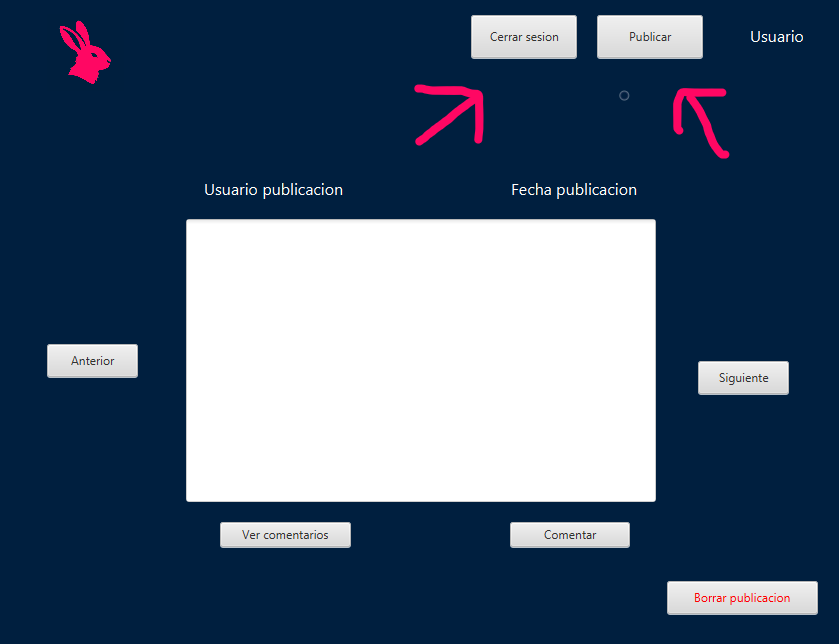 Cerrar sesion
Publicar
Usuario
Usuario publicacion
Fecha publicacion
Anterior
Siguiente
Ver comentarios
Comentar
Borrar publicacion